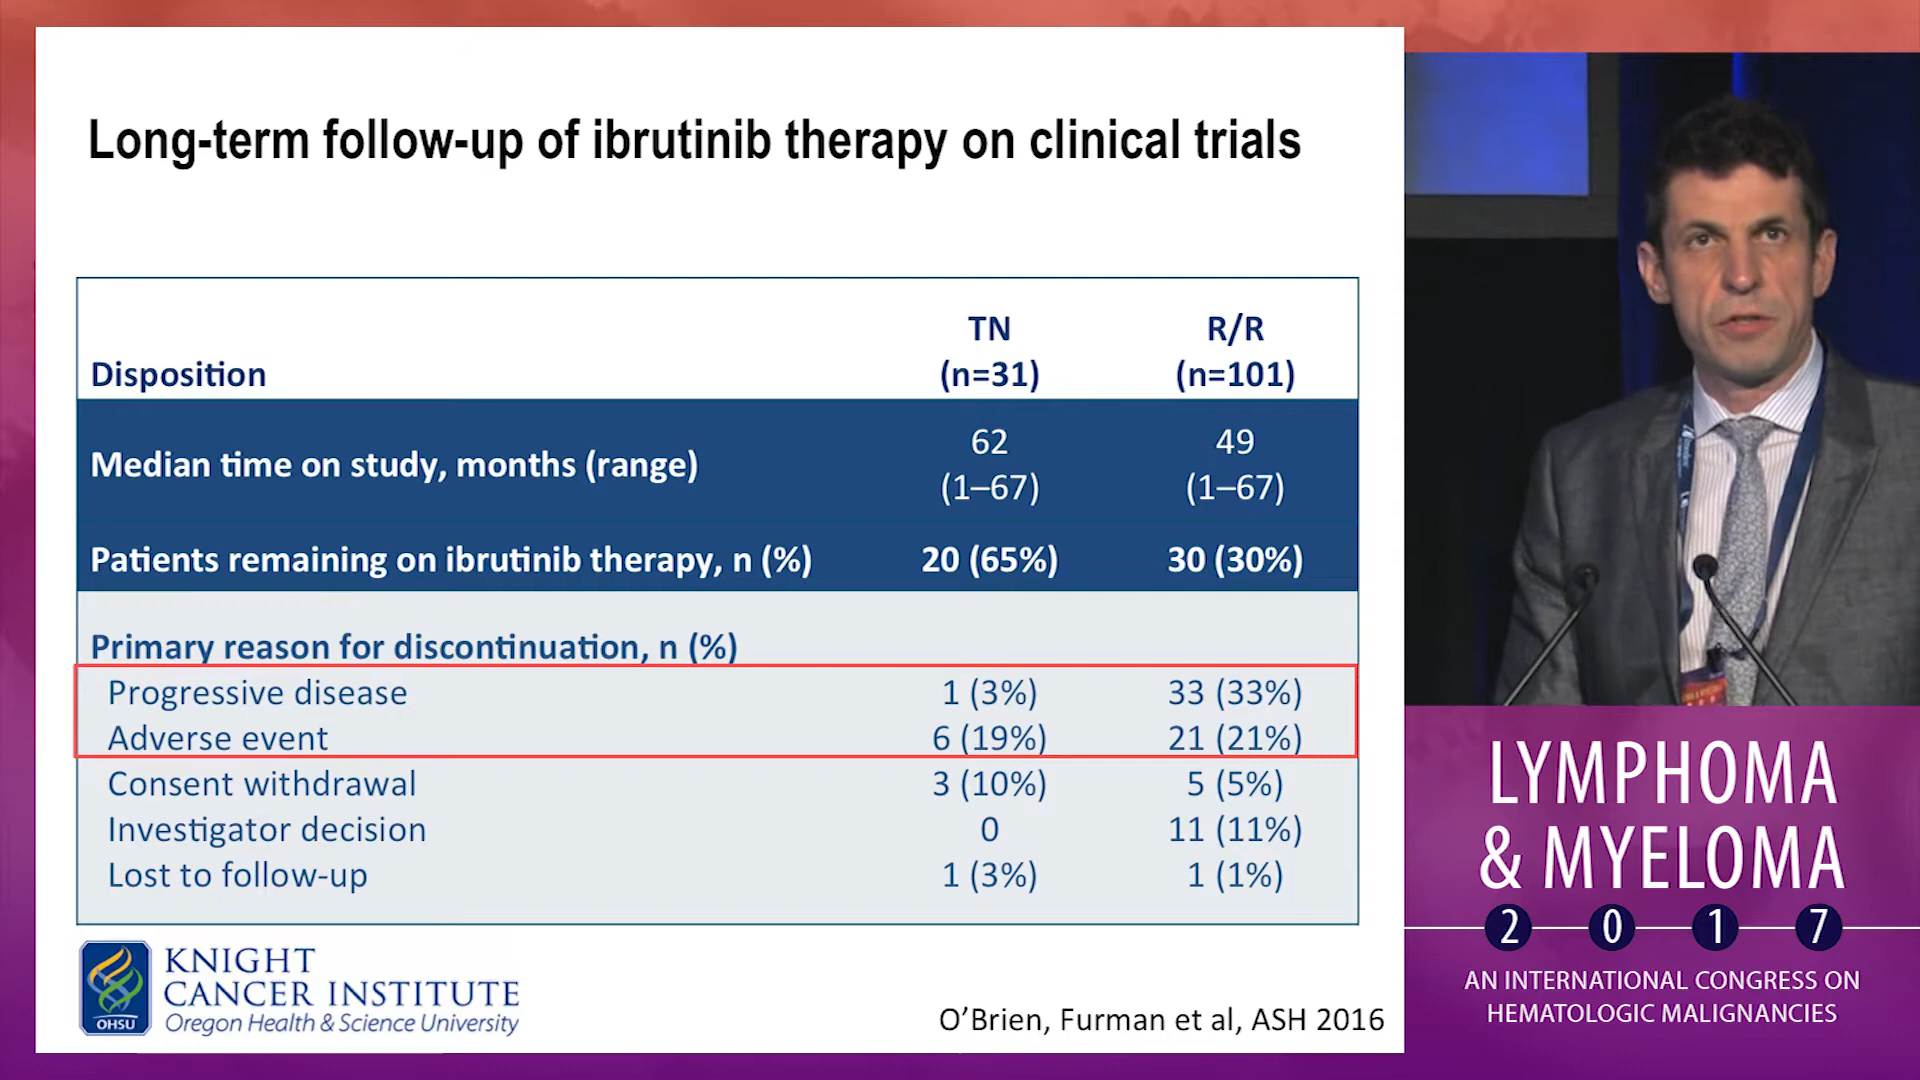 Long-term follow-up of ibrutinib therapy on clinical trials
Disposition TN (n=31) R/R (n=101)
Median time on study, months (range) 62 (1–67) 49 (1–67)
Patients remaining on ibrutinib therapy, n (%) 20 (65%) 30 (30%)
Primary reason for discontinuation, n (%)
Progressive disease 1 (3%) 33 (33%)
Adverse event 6 (19%) 21 (21%)
Consent withdrawal 3 (10%) 5 (5%)
Investigator decision 0 11 (11%)
Lost to follow-up 1 (3%) 1 (1%)
OHSU
KNIGHT
CANCER INSTITUTE
Oregon Health & Science University
O’Brien, Furman et al, ASH 2016
LYMPHOMA
& MYELOMA
2 0 1 7
AN INTERNATIONAL CONGRESS ON
HEMATOLOGIC MALIGNANCIES